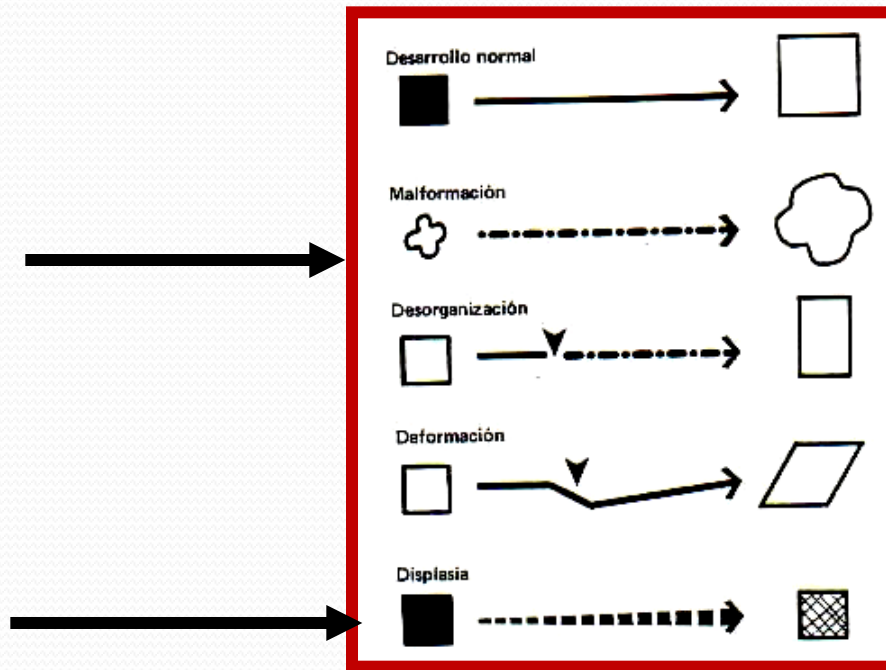 Desarrollo normal
Malformación
Desorganización
Deformación
Displasia